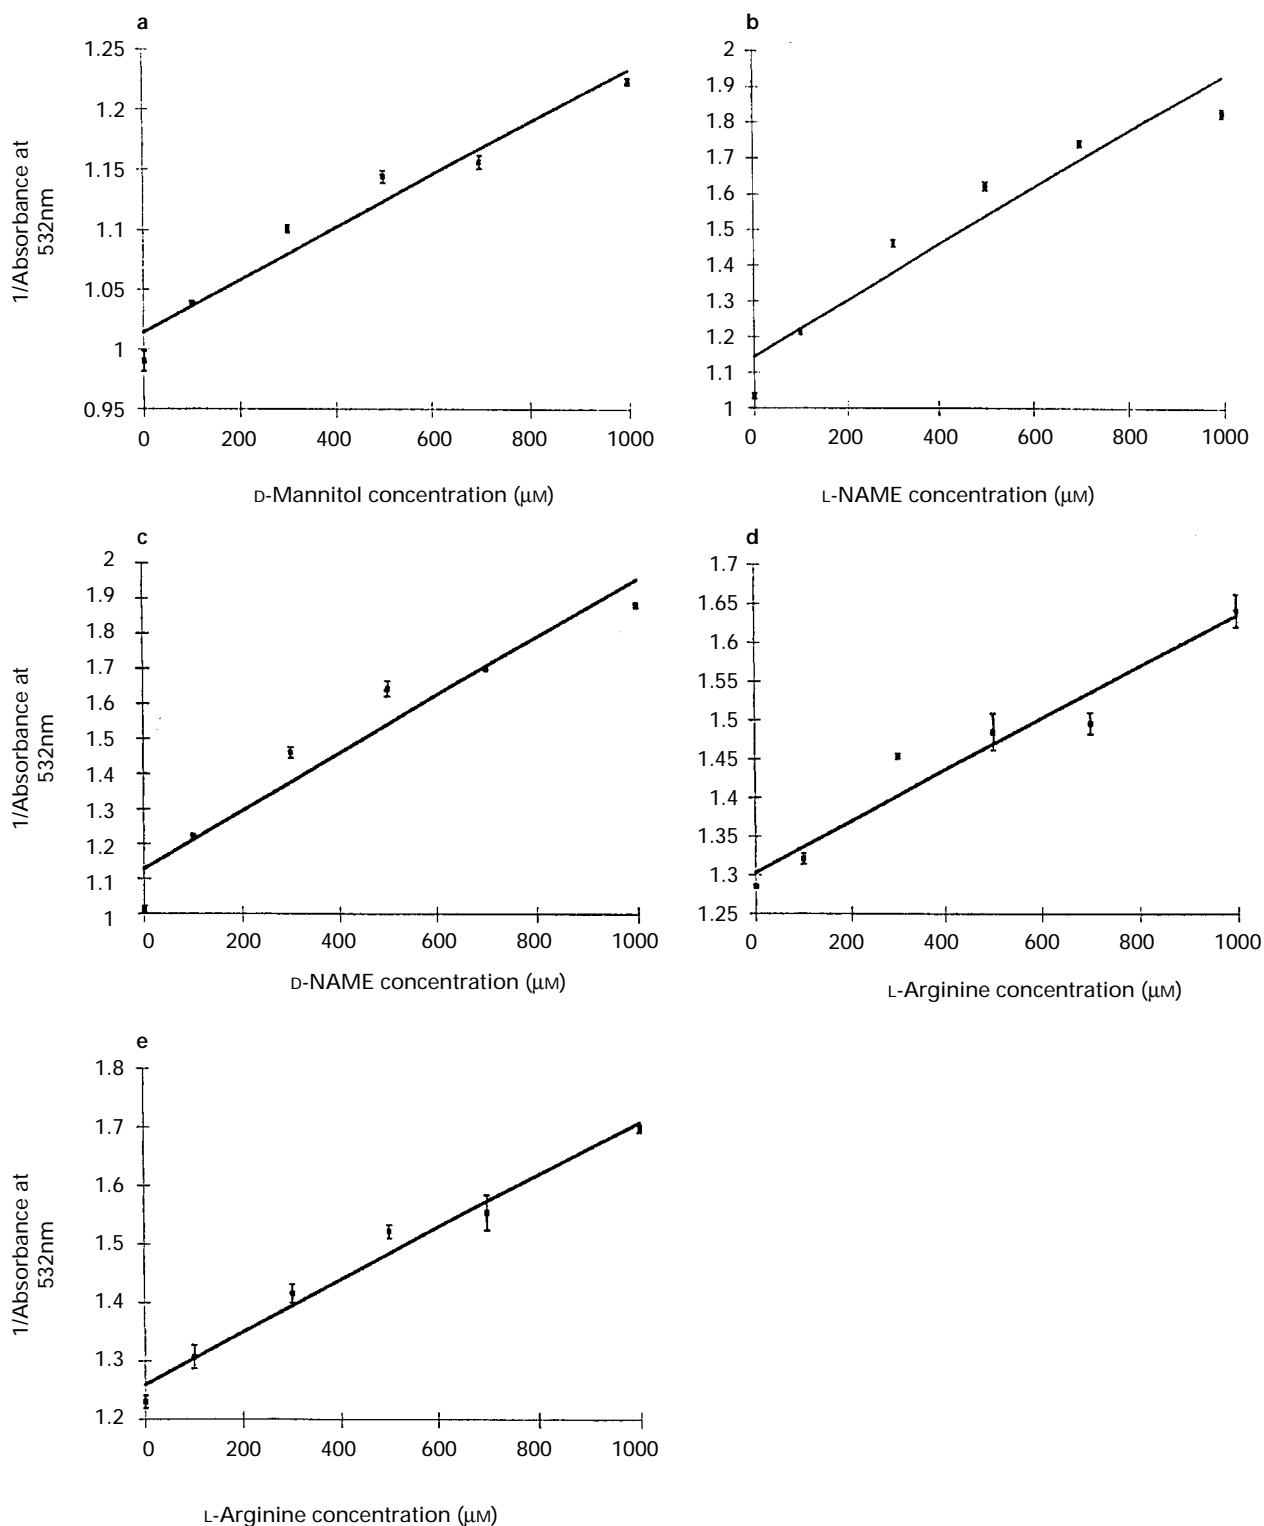 a
1.25
1.2
1.15
1.1
1.05
1
0.95
0 200 400 600 800 1000
1/Absorbance at
532nm
D-Mannitol concentration (µM)
b
2
1.9
1.8
1.7
1.6
1.5
1.4
1.3
1.2
1.1
1
0 200 400 600 800 1000
L-NAME concentration (µM)
c
2
1.9
1.8
1.7
1.6
1.5
1.4
1.3
1.2
1.1
1
0 200 400 600 800 1000
1/Absorbance at
532nm
D-NAME concentration (µM)
d
1.7
1.65
1.6
1.55
1.5
1.45
1.4
1.35
1.3
1.25
0 200 400 600 800 1000
L-Arginine concentration (µM)
e
1.8
1.7
1.6
1.5
1.4
1.3
1.2
0 200 400 600 800 1000
1/Absorbance at
532nm
L-Arginine concentration (µM)